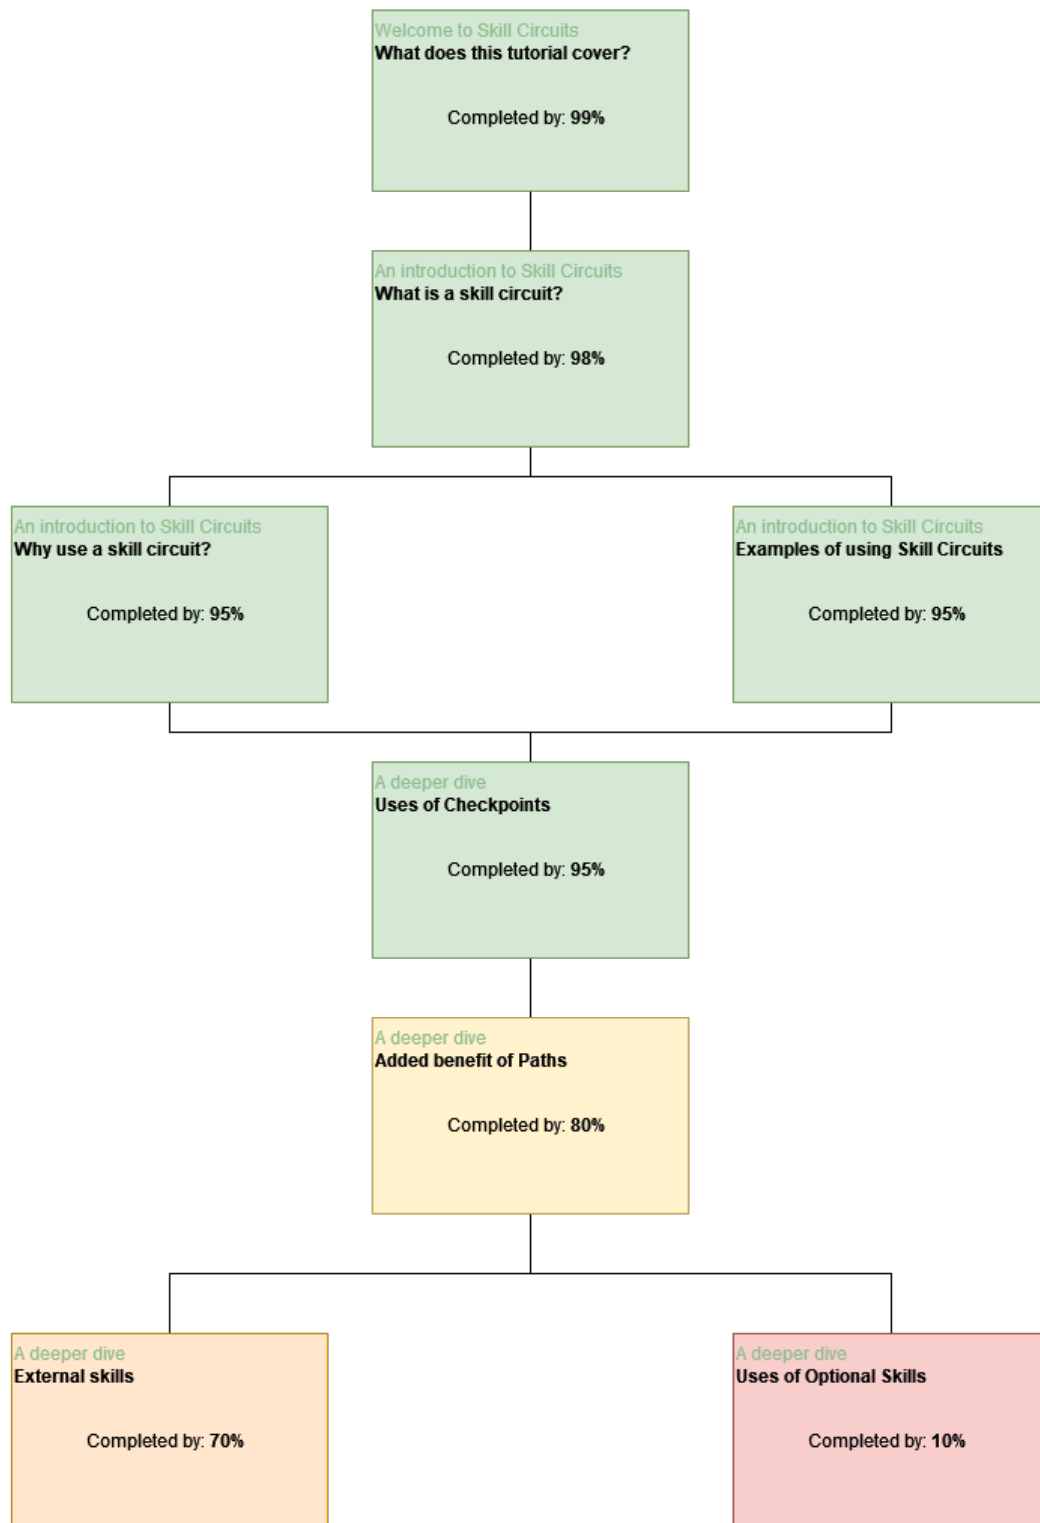 Welcome to Skill Circuits
What does this tutorial cover?
Completed by: 99%
An introduction to Skill Circuits
What is a skill circuit?
Completed by: 98%
An introduction to Skill Circuits
Why use a skill circuit?
Completed by: 95%
An introduction to Skill Circuits
Examples of using Skill Circuits
Completed by: 95%
A deeper dive
Uses of Checkpoints
Completed by: 95%
A deeper dive
Added benefit of Paths
Completed by: 80%
A deeper dive
External skills
Completed by: 70%
A deeper dive
Uses of Optional Skills
Completed by: 10%